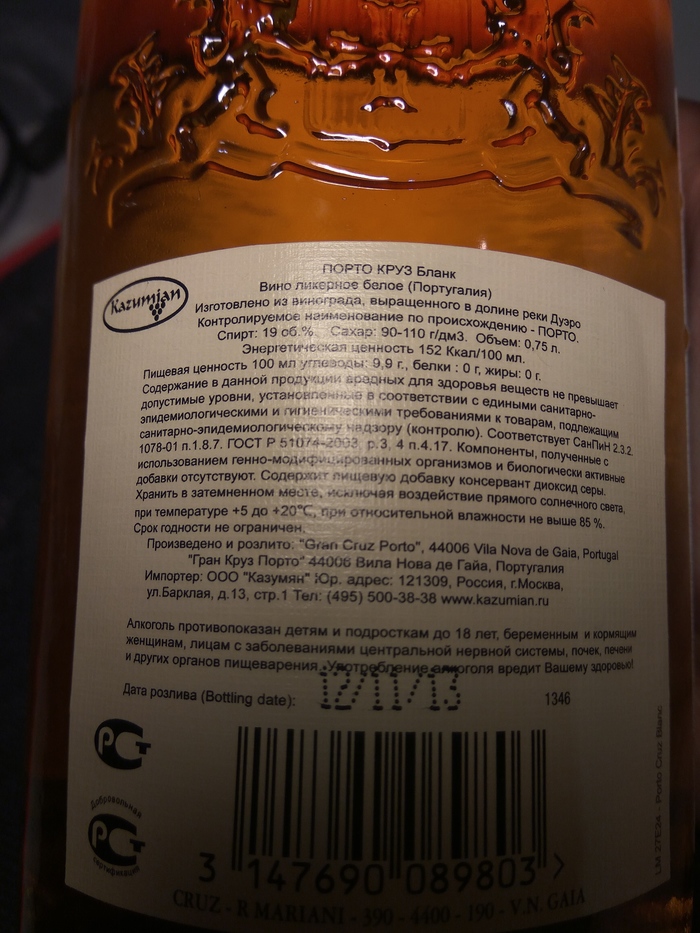 ПОРТО КРУЗ Бланк
Kazumian
Вино ликерное белое (Португалия)
Изготовлено из винограда, выращенного в долине реки Дуэро
Контролируемое наименование по происхождению - ПОРТО.
Спирт: 19 об.%. Сахар: 90-110 г/дм3. Объем: 0,75 л.
Энергетическая ценность 152 Ккал/100 мл.
Пищевая ценность 100 мл углеводы: 9,9 г., белки : 0 г, жиры: 0 г.
Содержание в данной продукции вредных для здоровья веществ не превышает
допустимые уровни, установленные в соответствии с едиными санитарно-
эпидемиологическими и гигиеническими требованиями к товарам, подлежащим
санитарно-эпидемиологическому надзору (контролю). Соответствует СанПиН 2.3.2.
1078-01 п.1.8.7. ГОСТ Р 51074-2003, р.3, 4 п.4.17. Компоненты, полученные с
использованием генно-модифицированных организмов и биологически активные
добавки отсутствуют. Содержит пищевую добавку консервант диоксид серы.
Хранить в затемненном месте, исключая воздействие прямого солнечного света,
при температуре +5 до +20°С, при относительной влажности не выше 85 %.
Срок годности не ограничен.
Произведено и розлито: "Gran Cruz Porto", 44006 Vila Nova de Gaia, Portugal
"Гран Круз Порто" 44006 Вила Нова де Гайа, Португалия
Импортер: ООО "Казумян" Юр. адрес: 121309, Россия, г.Москва,
ул.Барклая, д.13, стр.1 Тел: (495) 500-38-38 www.kazumian.ru
Алкоголь противопоказан детям и подросткам до 18 лет, беременным и кормящим
женщинам, лицам с заболеваниями центральной нервной системы, почек, печени
и других органов пищеварения. Употребление алкоголя вредит Вашему здоровью!
Дата розлива (Bottling date): 12/11/13 1346
РСТ
Добровольная
РСТ
сертификация
3 147690 089803 >
CRUZ - R MARIANI - 390 - 4400 - 190 - V.N. GAIA
LM 27E24 - Porto Cruz Blanc